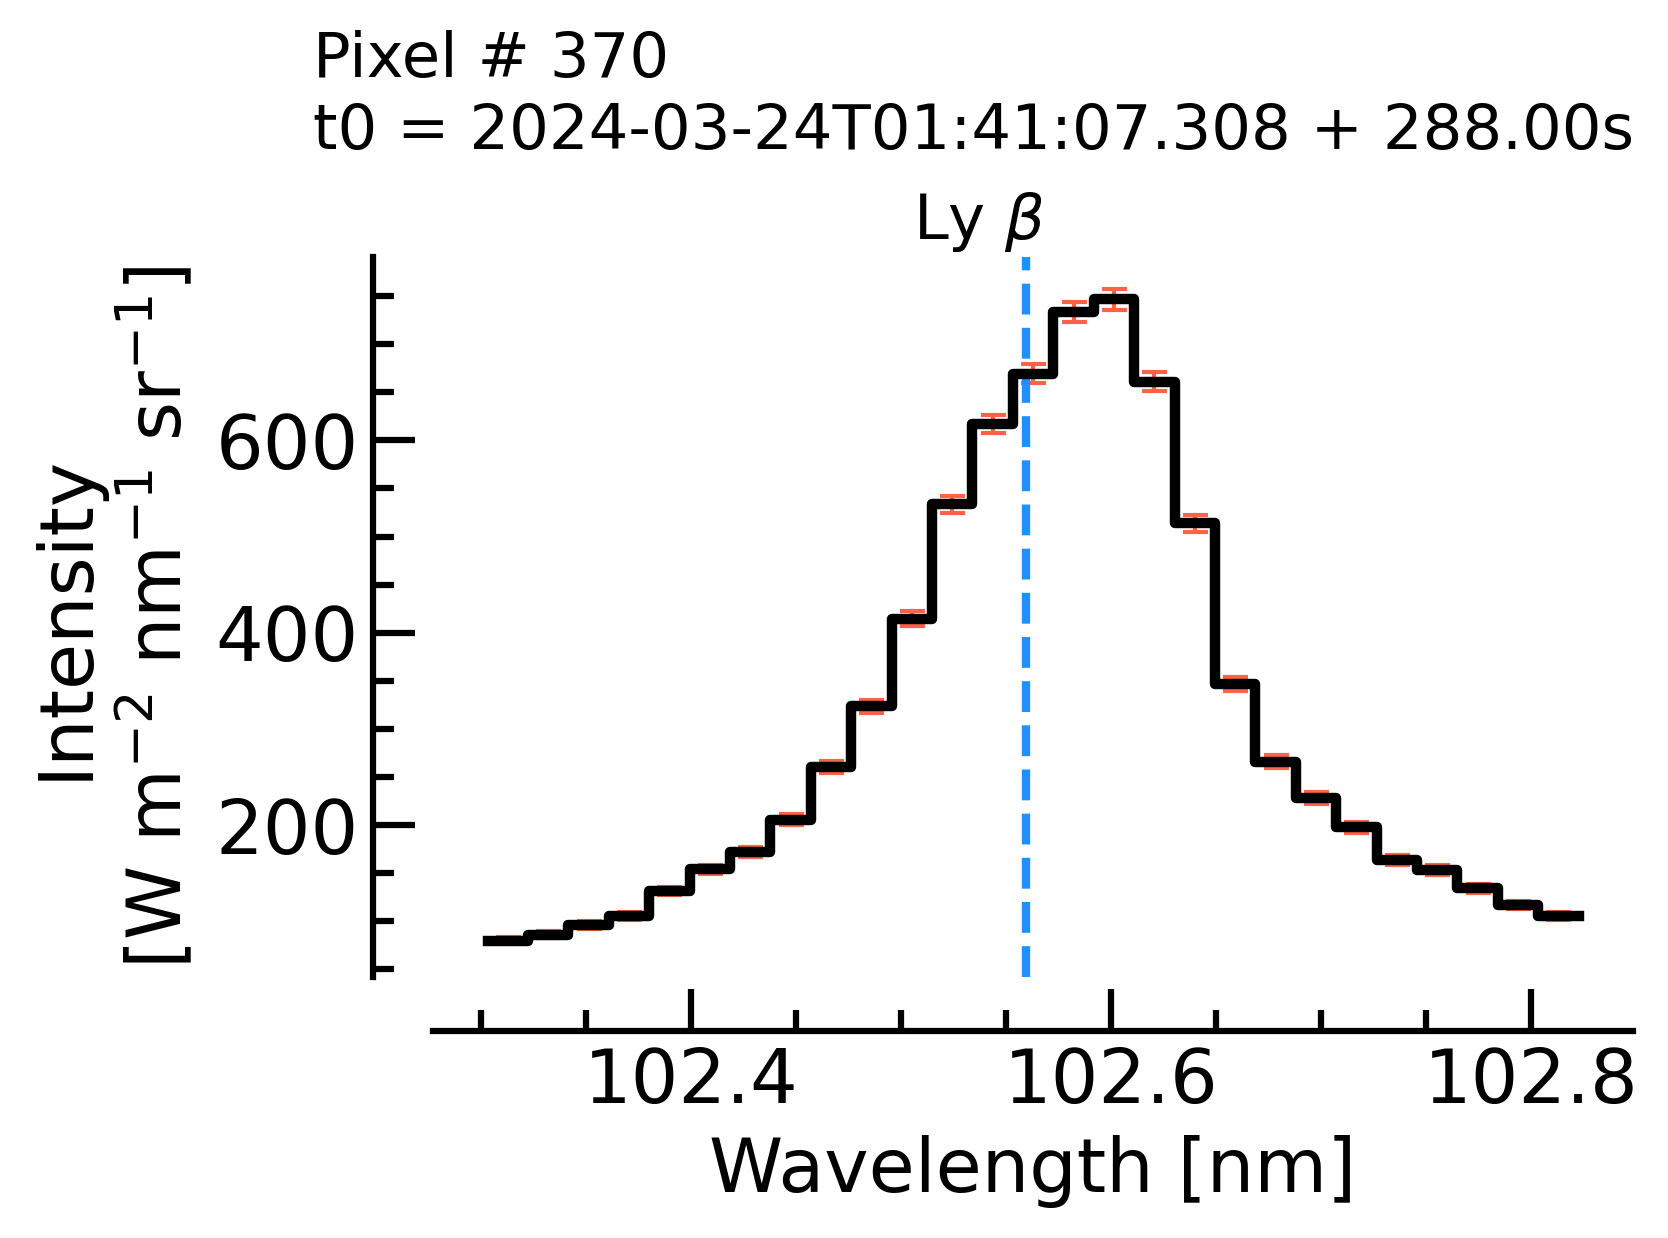 Pixel # 370
t0 = 2024-03-24T01:41:07.308 + 288.00s
Ly β
Intensity
[W m⁻² nm⁻¹ sr⁻¹]
600
400
200
102.4 102.6 102.8
Wavelength [nm]